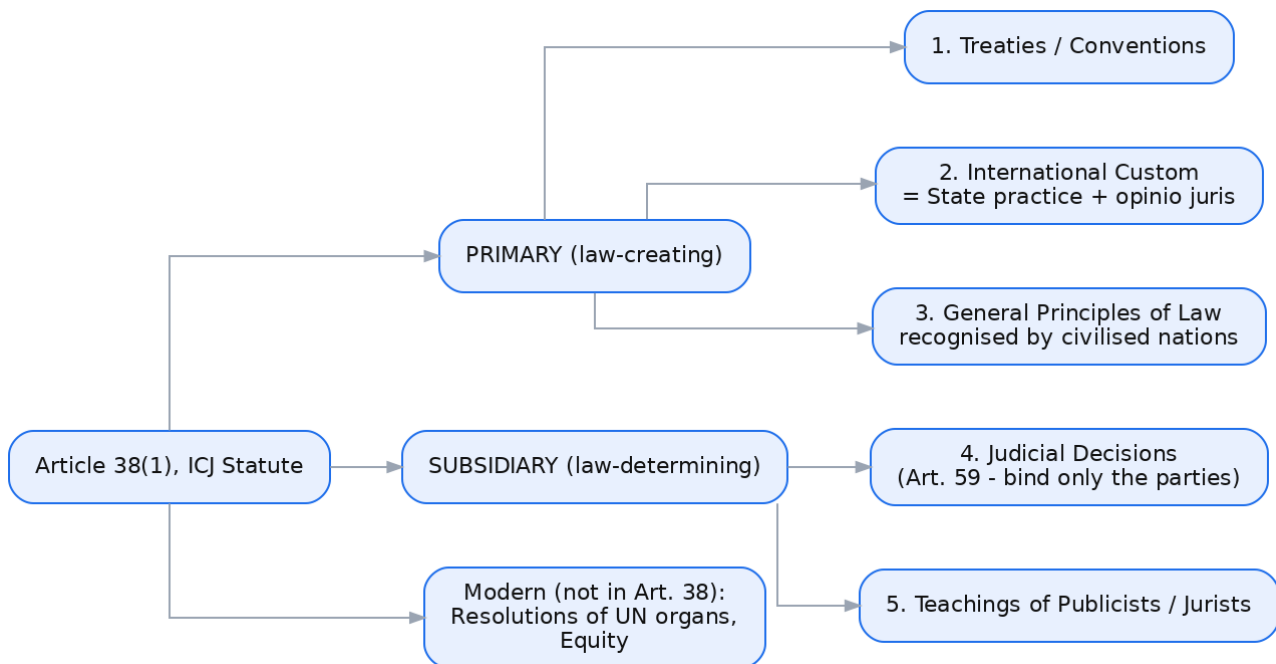 1. Treaties / Conventions
2. International Custom
= State practice + opinio juris
PRIMARY (law-creating)
3. General Principles of Law
recognised by civilised nations
Article 38(1), ICJ Statute
SUBSIDIARY (law-determining)
4. Judicial Decisions
(Art. 59 - bind only the parties)
Modern (not in Art. 38):
Resolutions of UN organs,
Equity
5. Teachings of Publicists / Jurists